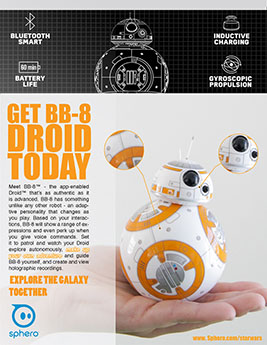 BLUETOOTH
SMART
INDUCTIVE
CHARGING
60 min
BATTERY
LIFE
GYROSCOPIC
PROPULSION
GET BB-8
DROID
TODAY
Meet BB-8™ - the app-enabled
Droid™ that's as authentic as it
is advanced. BB-8 has something
unlike any other robot - an adap-
tive personality that changes as
you play. Based on your interac-
tions, BB-8 will show a range of ex-
pressions and even perk up when
you give voice commands. Set
it to patrol and watch your Droid
explore autonomously, make up
your own adventure and guide
BB-8 yourself, and create and view
holographic recordings.
EXPLORE THE GALAXY
TOGETHER
sphero
www.Sphero.com/starwars